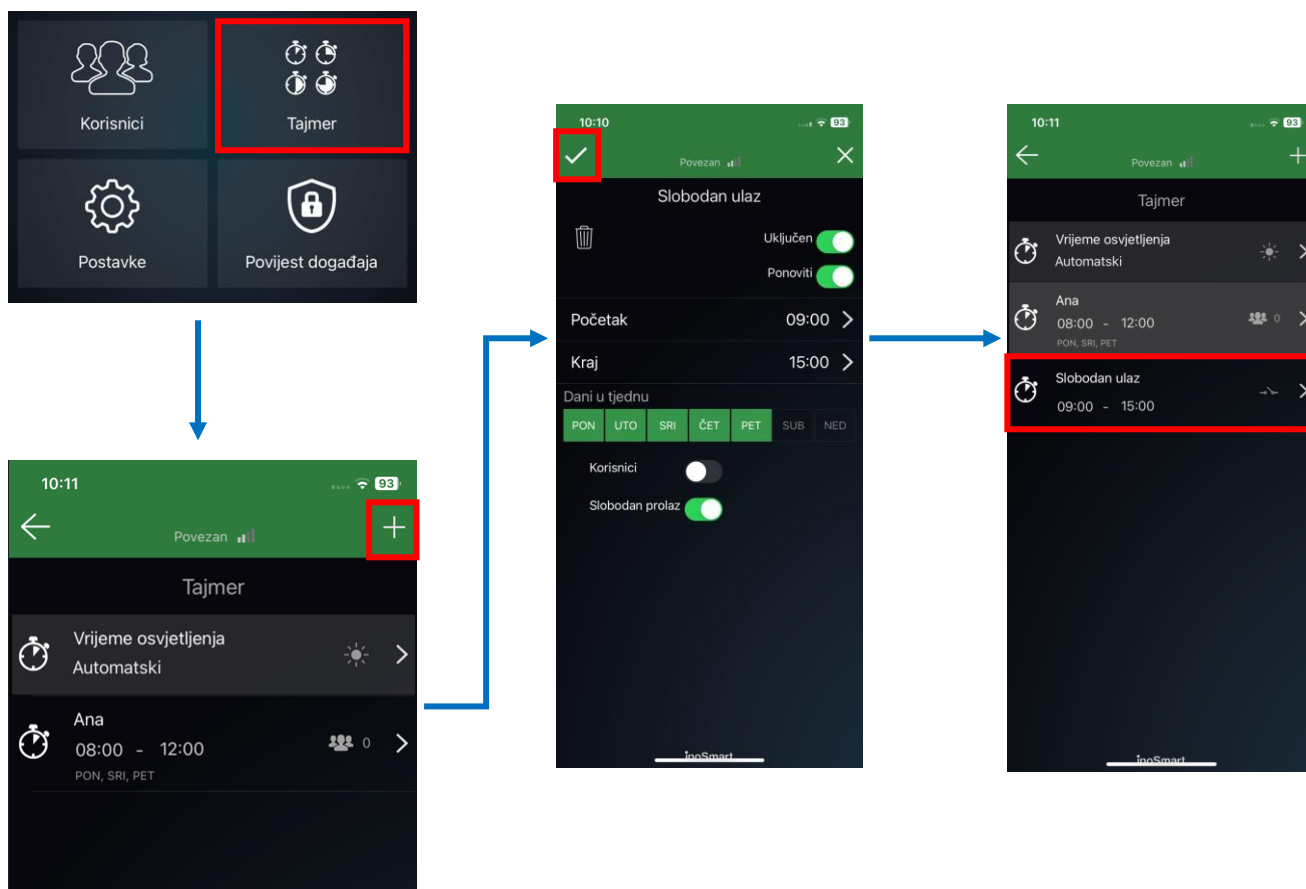 Korisnici
Tajmer
Postavke
Povijest događaja
10:11
93
Povezan
Tajmer
Vrijeme osvjetljenja
Automatski
Ana
08:00 - 12:00
0
PON, SRI, PET
10:10
93
Povezan
Slobodan ulaz
Uključen
Ponoviti
Početak 09:00
Kraj 15:00
Dani u tjednu
PON UTO SRI ČET PET SUB NED
Korisnici
Slobodan prolaz
inoSmart
10:11
93
Povezan
Tajmer
Vrijeme osvjetljenja
Automatski
Ana
08:00 - 12:00
0
PON, SRI, PET
Slobodan ulaz
09:00 - 15:00
inoSmart